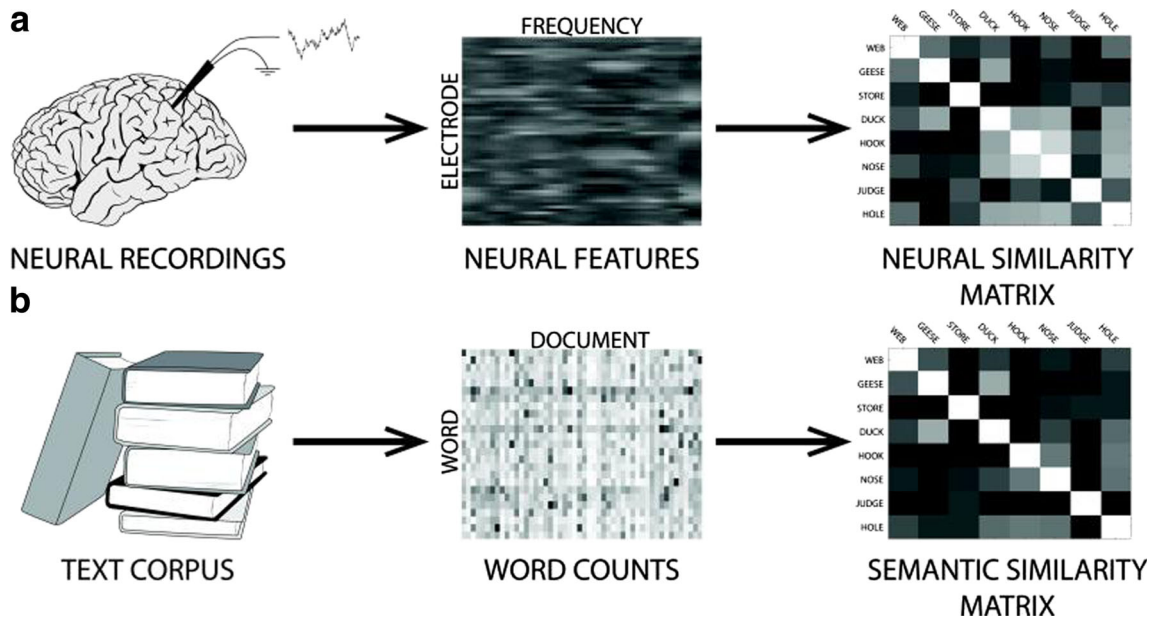 a
FREQUENCY
ELECTRODE
WEB GEESE STORE DUCK HOOK NOSE JUDGE HOLE
WEB
GEESE
STORE
DUCK
HOOK
NOSE
JUDGE
HOLE
NEURAL RECORDINGS
NEURAL FEATURES
NEURAL SIMILARITY
MATRIX
b
DOCUMENT
WORD
WEB GEESE STORE DUCK HOOK NOSE JUDGE HOLE
WEB
GEESE
STORE
DUCK
HOOK
NOSE
JUDGE
HOLE
TEXT CORPUS
WORD COUNTS
SEMANTIC SIMILARITY
MATRIX